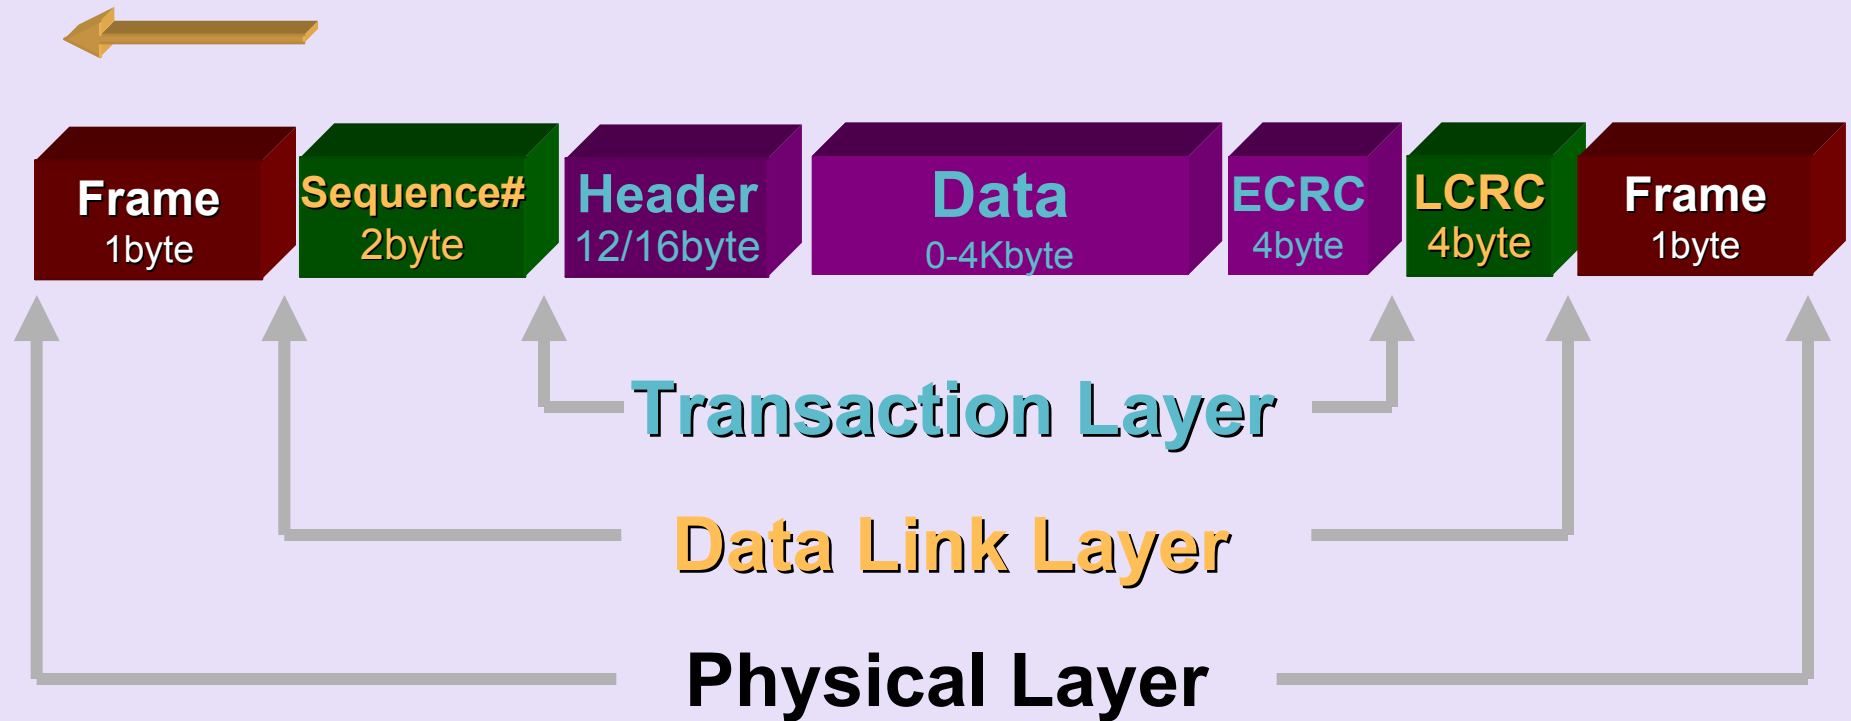 Frame
1byte
Sequence#
2byte
Header
12/16byte
Data
0-4Kbyte
ECRC
4byte
LCRC
4byte
Frame
1byte
Transaction Layer
Data Link Layer
Physical Layer